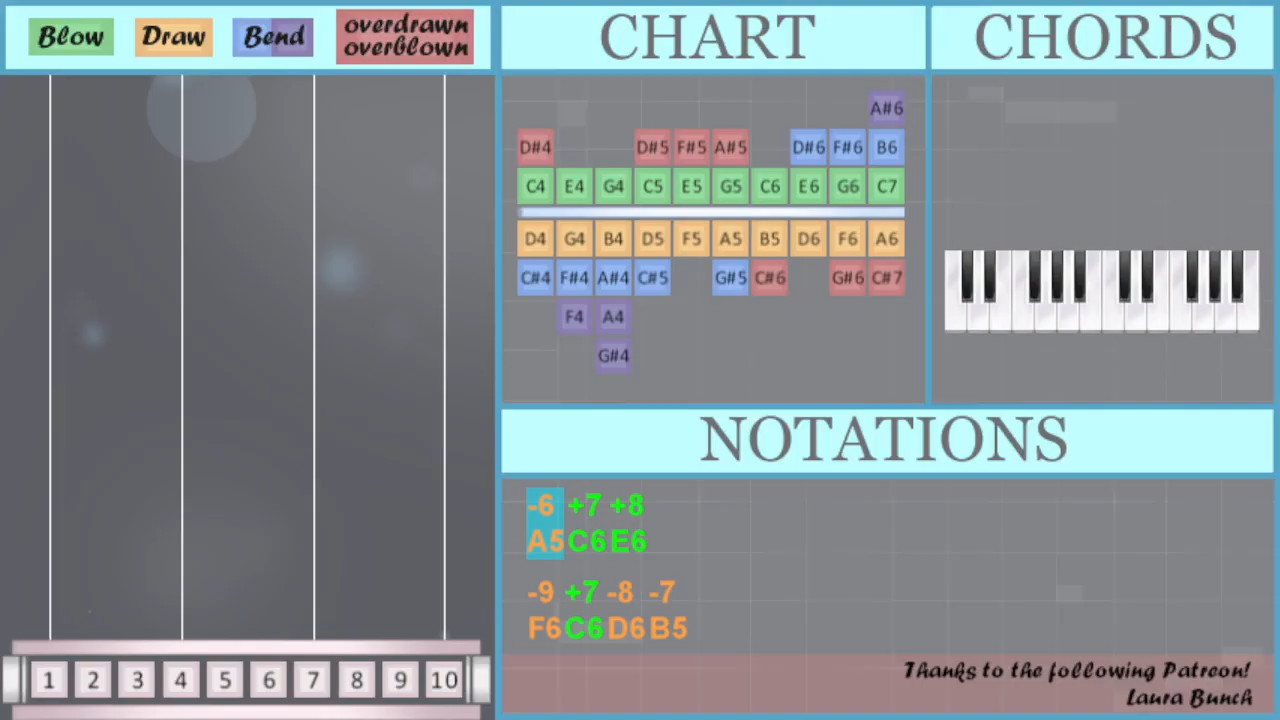 Blow Draw Bend overdrawn
overblown
CHART
CHORDS
A#6
D#4 D#5 F#5 A#5 D#6 F#6 B6
C4 E4 G4 C5 E5 G5 C6 E6 G6 C7
D4 G4 B4 D5 F5 A5 B5 D6 F6 A6
C#4 F#4 A#4 C#5 G#5 C#6 G#6 C#7
F4 A4
G#4
NOTATIONS
-6 +7 +8
A5 C6 E6
-9 +7 -8 -7
F6 C6 D6 B5
Thanks to the following Patreon!
Laura Bunch
1 2 3 4 5 6 7 8 9 10